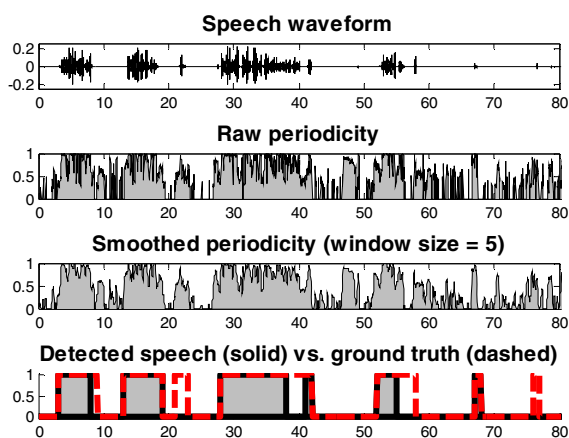 Speech waveform
0.2
0
-0.2
0 10 20 30 40 50 60 70 80
Raw periodicity
1
0.5
0
0 10 20 30 40 50 60 70 80
Smoothed periodicity (window size = 5)
1
0.5
0
0 10 20 30 40 50 60 70 80
Detected speech (solid) vs. ground truth (dashed)
1
0.5
0
0 10 20 30 40 50 60 70 80